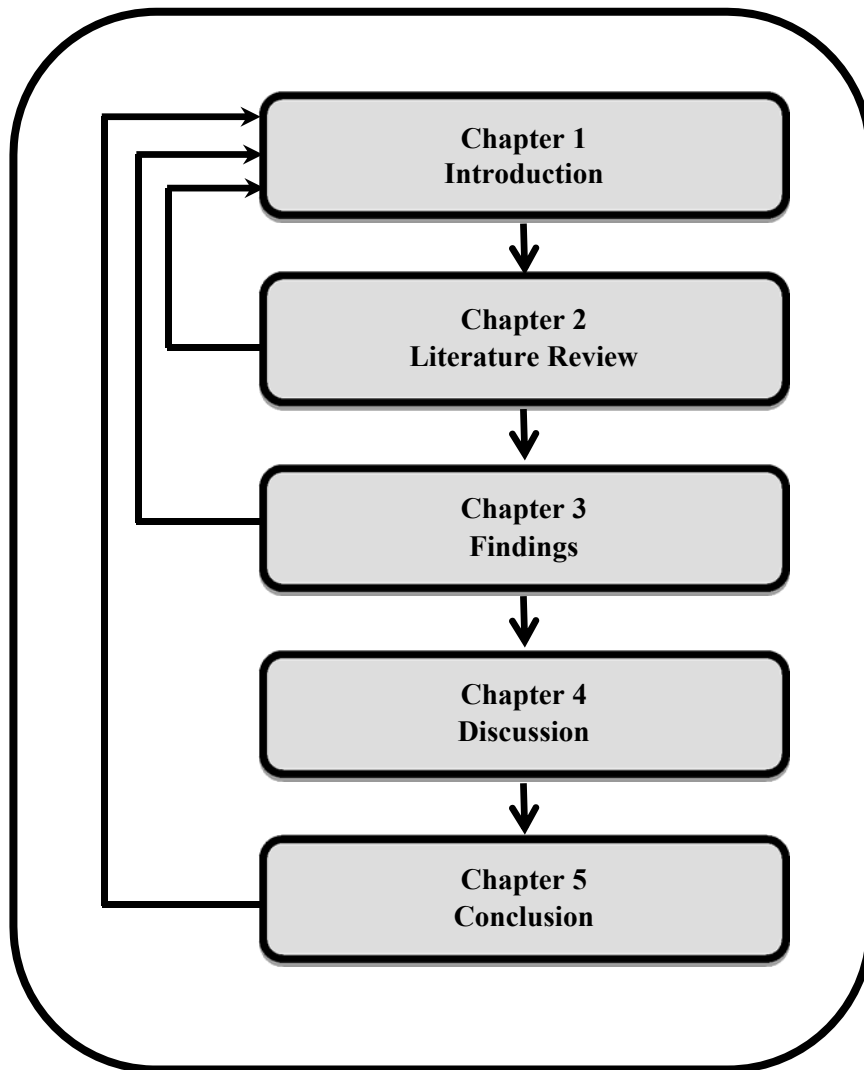 Chapter 1
Introduction
Chapter 2
Literature Review
Chapter 3
Findings
Chapter 4
Discussion
Chapter 5
Conclusion